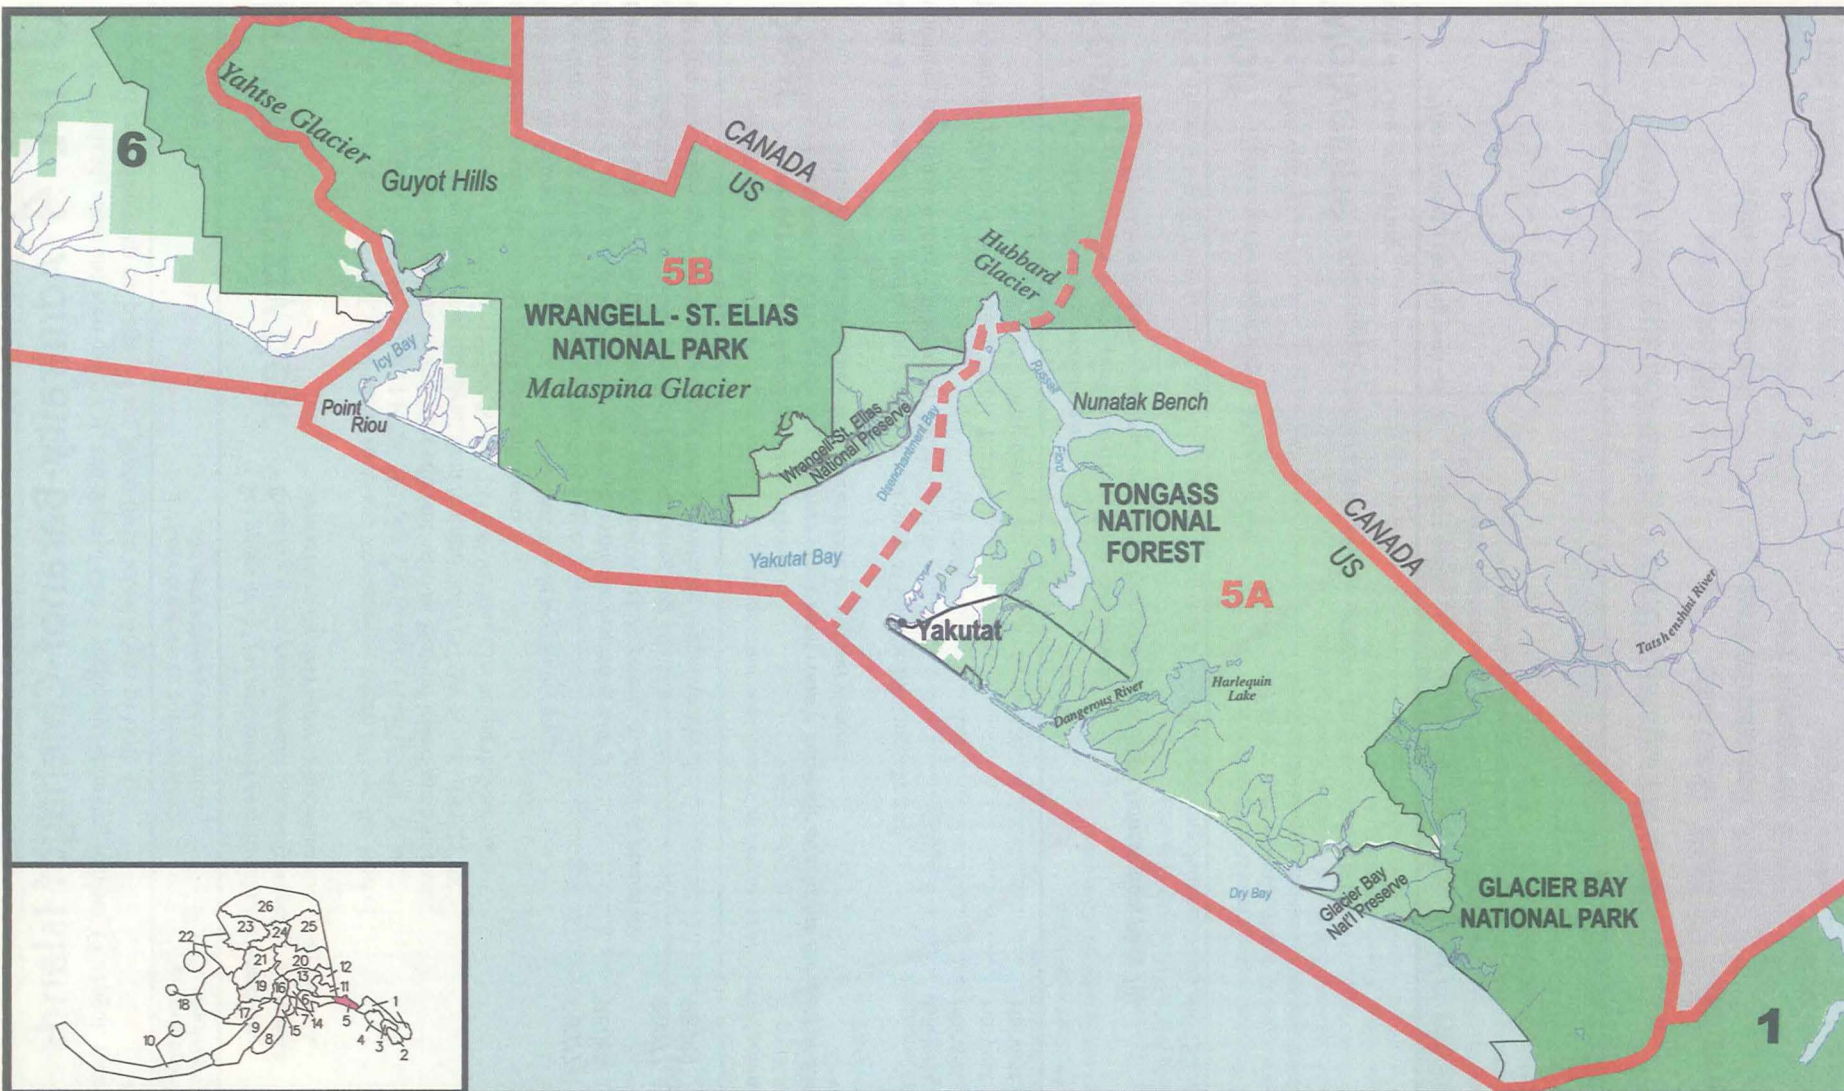 Yahtse Glacier
6
Guyot Hills
CANADA
US
5B
WRANGELL - ST. ELIAS
NATIONAL PARK
Malaspina Glacier
Hubbard
Glacier
Icy Bay
Point
Riou
Wrangell-St. Elias
National Preserve
Disenchantment Bay
Russell
Fiord
Nunatak Bench
TONGASS
NATIONAL
FOREST
5A
CANADA
US
Yakutat Bay
Yakutat
Tatshenshini River
Dangerous River
Harlequin
Lake
Dry Bay
Glacier Bay
Nat'l Preserve
GLACIER BAY
NATIONAL PARK
1
26
23
24
25
22
21
20
12
13
11
19
16
18
6
1
17
9
8
15
7
14
5
4
3
2
10